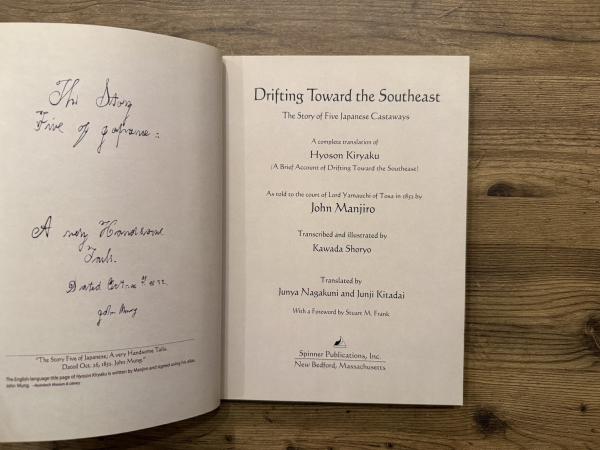 The Story
Five of Japanese:
A very Handsome
Tails.
Dated Oct. 26. 1852.
John Mung
"The Story Five of Japanese; A very Handsome Tails.
Dated Oct. 26, 1852. John Mung."
The English-language title page of Hyoson Kiryaku is written by Manjiro and signed using his alias,
John Mung. –
Drifting Toward the Southeast
The Story of Five Japanese Castaways
A complete translation of
Hyoson Kiryaku
(A Brief Account of Drifting Toward the Southeast)
As told to the court of Lord Yamauchi of Tosa in 1852 by
John Manjiro
Transcribed and illustrated by
Kawada Shoryo
Translated by
Junya Nagakuni and Junji Kitadai
With a Foreword by Stuart M. Frank
Spinner Publications, Inc.
New Bedford, Massachusetts